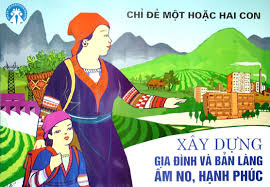 CHỈ ĐẺ MỘT HOẶC HAI CON
XÂY DỰNG
GIA ĐÌNH VÀ BẢN LÀNG
ẤM NO, HẠNH PHÚC